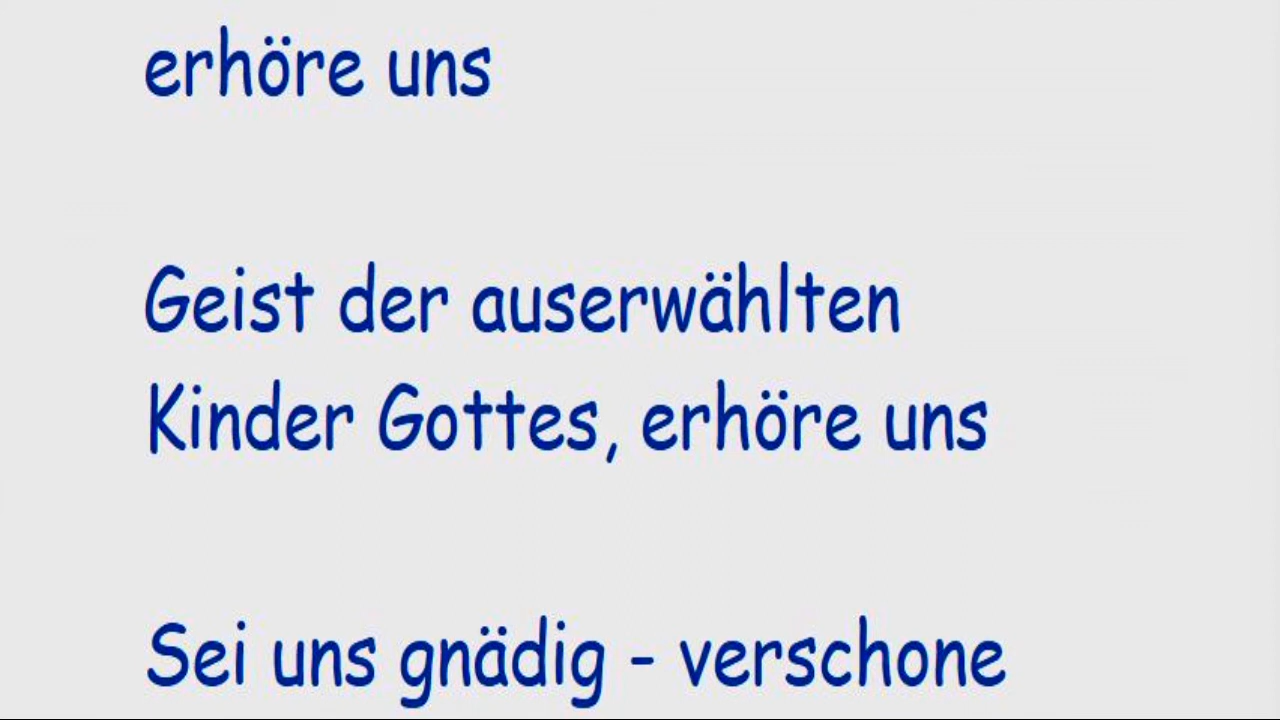 erhöre uns
Geist der auserwählten
Kinder Gottes, erhöre uns
Sei uns gnädig - verschone